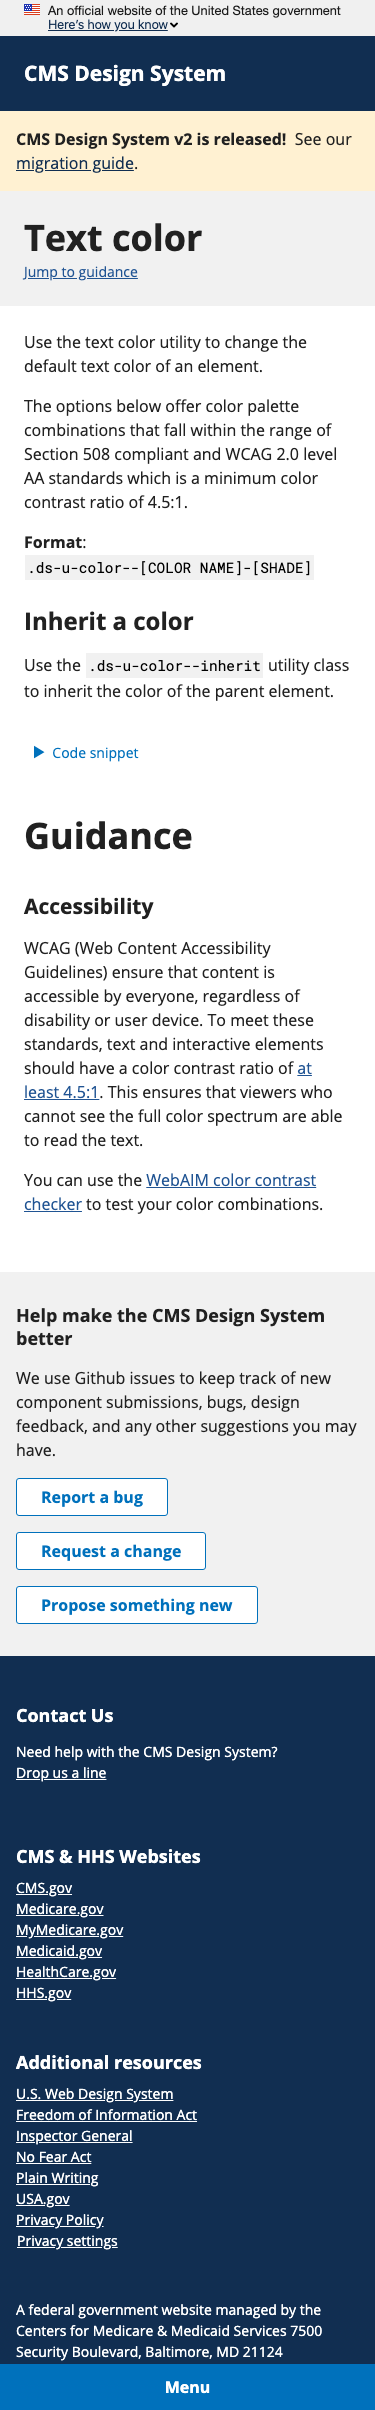 An official website of the United States government
Here's how you know
CMS Design System
CMS Design System v2 is released! See our
migration guide.
Text color
Jump to guidance
Use the text color utility to change the
default text color of an element.
The options below offer color palette
combinations that fall within the range of
Section 508 compliant and WCAG 2.0 level
AA standards which is a minimum color
contrast ratio of 4.5:1.
Format:
.ds-u-color--[COLOR NAME]-[SHADE]
Inherit a color
Use the .ds-u-color--inherit utility class
to inherit the color of the parent element.
Code snippet
Guidance
Accessibility
WCAG (Web Content Accessibility
Guidelines) ensure that content is
accessible by everyone, regardless of
disability or user device. To meet these
standards, text and interactive elements
should have a color contrast ratio of at
least 4.5:1. This ensures that viewers who
cannot see the full color spectrum are able
to read the text.
You can use the WebAIM color contrast
checker to test your color combinations.
Help make the CMS Design System
better
We use Github issues to keep track of new
component submissions, bugs, design
feedback, and any other suggestions you may
have.
Report a bug
Request a change
Propose something new
Contact Us
Need help with the CMS Design System?
Drop us a line
CMS & HHS Websites
CMS.gov
Medicare.gov
MyMedicare.gov
Medicaid.gov
HealthCare.gov
HHS.gov
Additional resources
U.S. Web Design System
Freedom of Information Act
Inspector General
No Fear Act
Plain Writing
USA.gov
Privacy Policy
Privacy settings
A federal government website managed by the
Centers for Medicare & Medicaid Services 7500
Security Boulevard, Baltimore, MD 21124
Menu